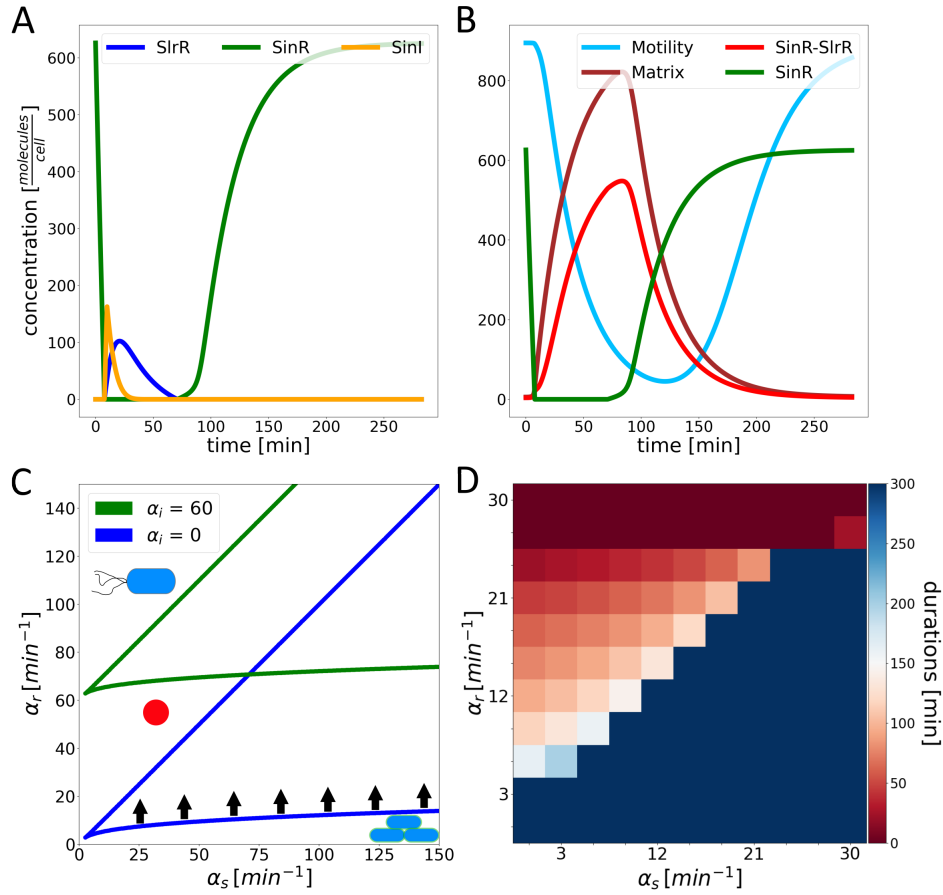 A
SlrR SinR SinI
concentration [molecules/cell]
600
500
400
300
200
100
0
0 50 100 150 200 250
time [min]
B
Motility SinR-SlrR
Matrix SinR
800
600
400
200
0
0 50 100 150 200 250
time [min]
C
α_i = 60
α_i = 0
α_r [min⁻¹]
140
120
100
80
60
40
20
0
0 25 50 75 100 125 150
α_s [min⁻¹]
D
α_r [min⁻¹]
30
21
12
3
3 12 21 30
α_s [min⁻¹]
300
250
200
150
100
50
0
durations [min]